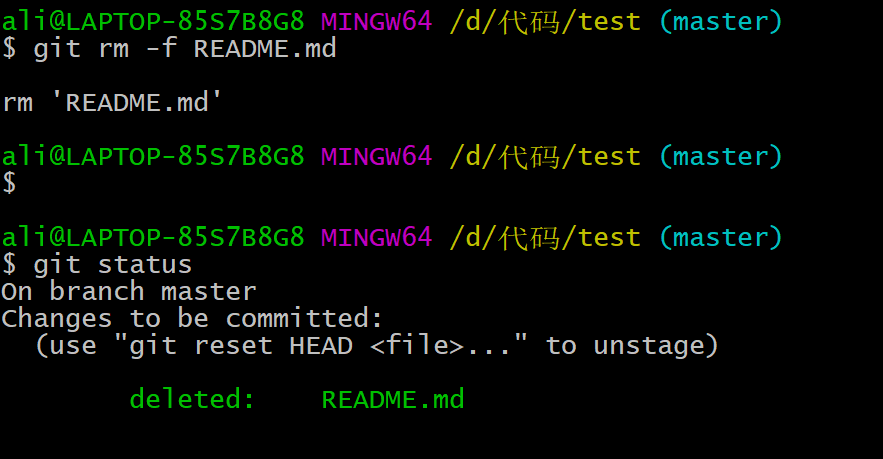 ali@LAPTOP-85S7B8G8 MINGW64 /d/代码/test (master)
$ git rm -f README.md
rm 'README.md'
ali@LAPTOP-85S7B8G8 MINGW64 /d/代码/test (master)
$
ali@LAPTOP-85S7B8G8 MINGW64 /d/代码/test (master)
$ git status
On branch master
Changes to be committed:
  (use "git reset HEAD <file>..." to unstage)
        deleted:    README.md